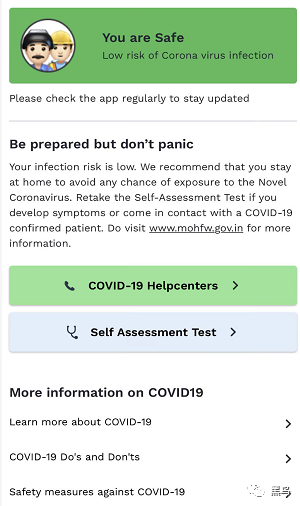 You are Safe
Low risk of Corona virus infection
Please check the app regularly to stay updated
Be prepared but don’t panic
Your infection risk is low. We recommend that you stay
at home to avoid any chance of exposure to the Novel
Coronavirus. Retake the Self-Assessment Test if you
develop symptoms or come in contact with a COVID-19
confirmed patient. Do visit www.mohfw.gov.in for more
information.
COVID-19 Helpcenters
Self Assessment Test
More information on COVID19
Learn more about COVID-19
COVID-19 Do's and Don'ts
Safety measures against COVID-19
黑鸟